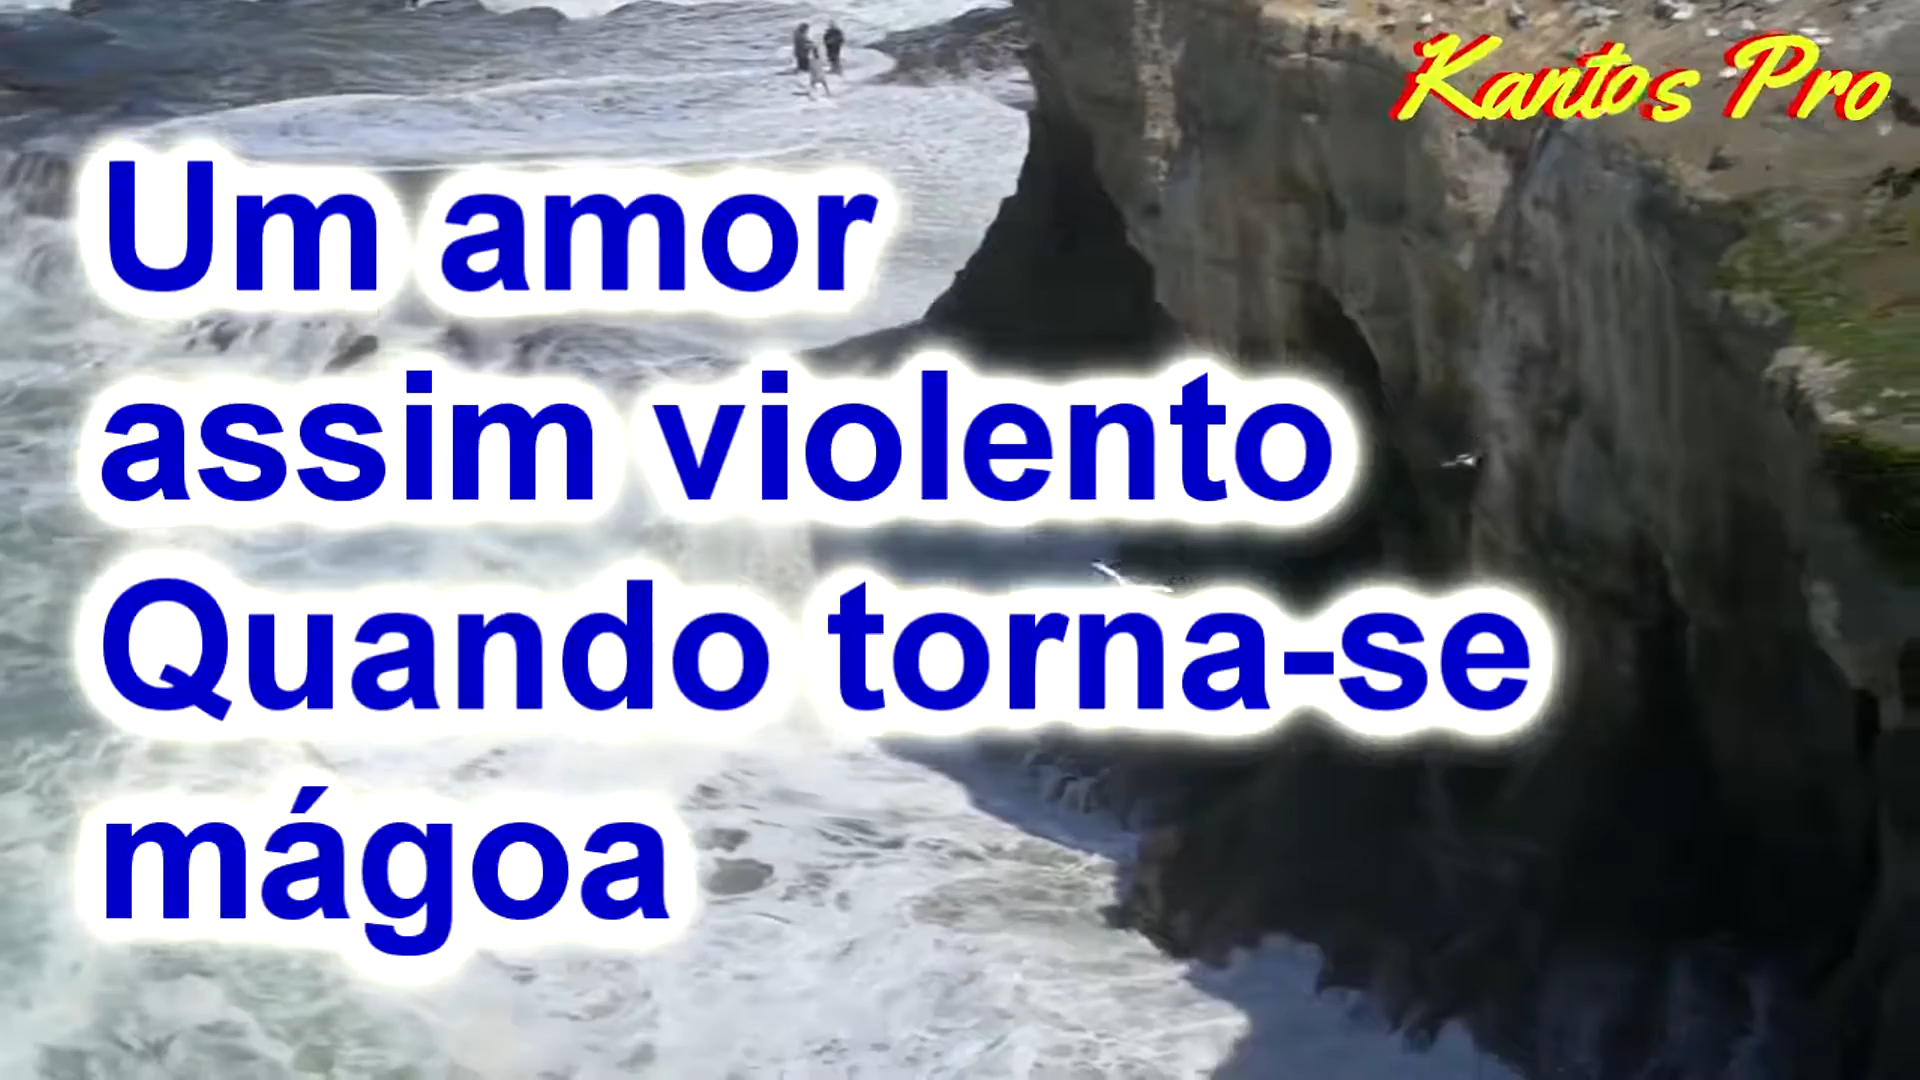 Kantos Pro
Um amor
assim violento
Quando torna-se
mágoa